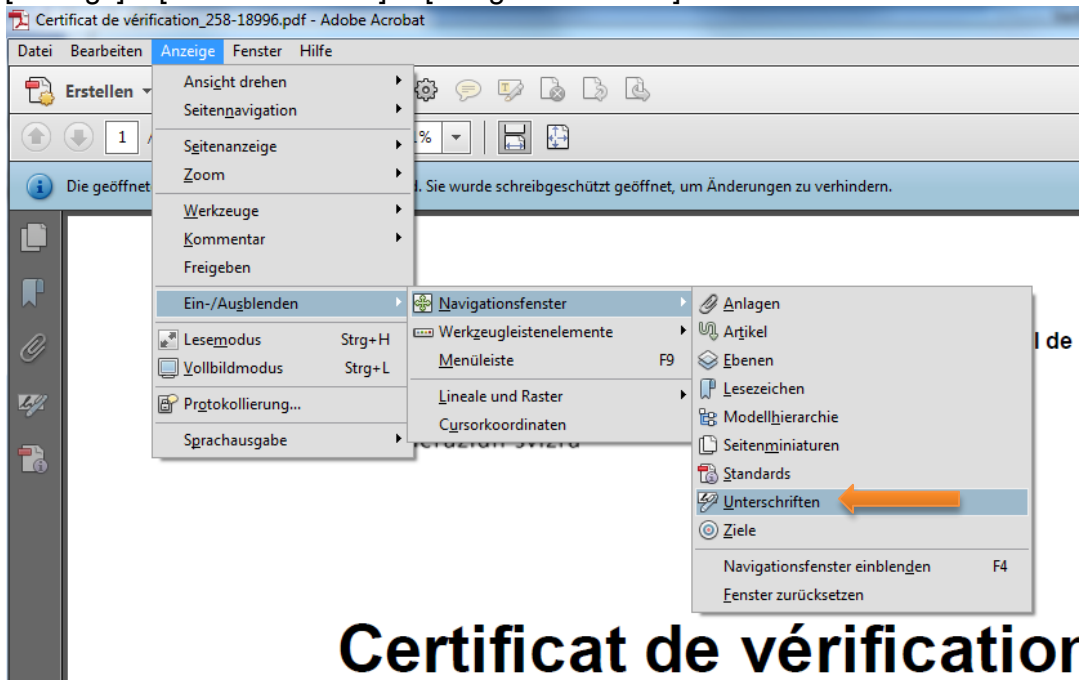 Certificat de vérification_258-18996.pdf - Adobe Acrobat
Datei Bearbeiten Anzeige Fenster Hilfe
Erstellen
1
%
Die geöffnet
. Sie wurde schreibgeschützt geöffnet, um Änderungen zu verhindern.
Ansicht drehen
Seitennavigation
Seitenanzeige
Zoom
Werkzeuge
Kommentar
Freigeben
Ein-/Ausblenden
Lesemodus Strg+H
Vollbildmodus Strg+L
Protokollierung...
Sprachausgabe
Navigationsfenster
Werkzeugleistenelemente
Menüleiste F9
Lineale und Raster
Cursorkoordinaten
Anlagen
Artikel
Ebenen
Lesezeichen
Modellhierarchie
Seitenminiaturen
Standards
Unterschriften
Ziele
Navigationsfenster einblenden F4
Fenster zurücksetzen
l de
Certificat de vérification